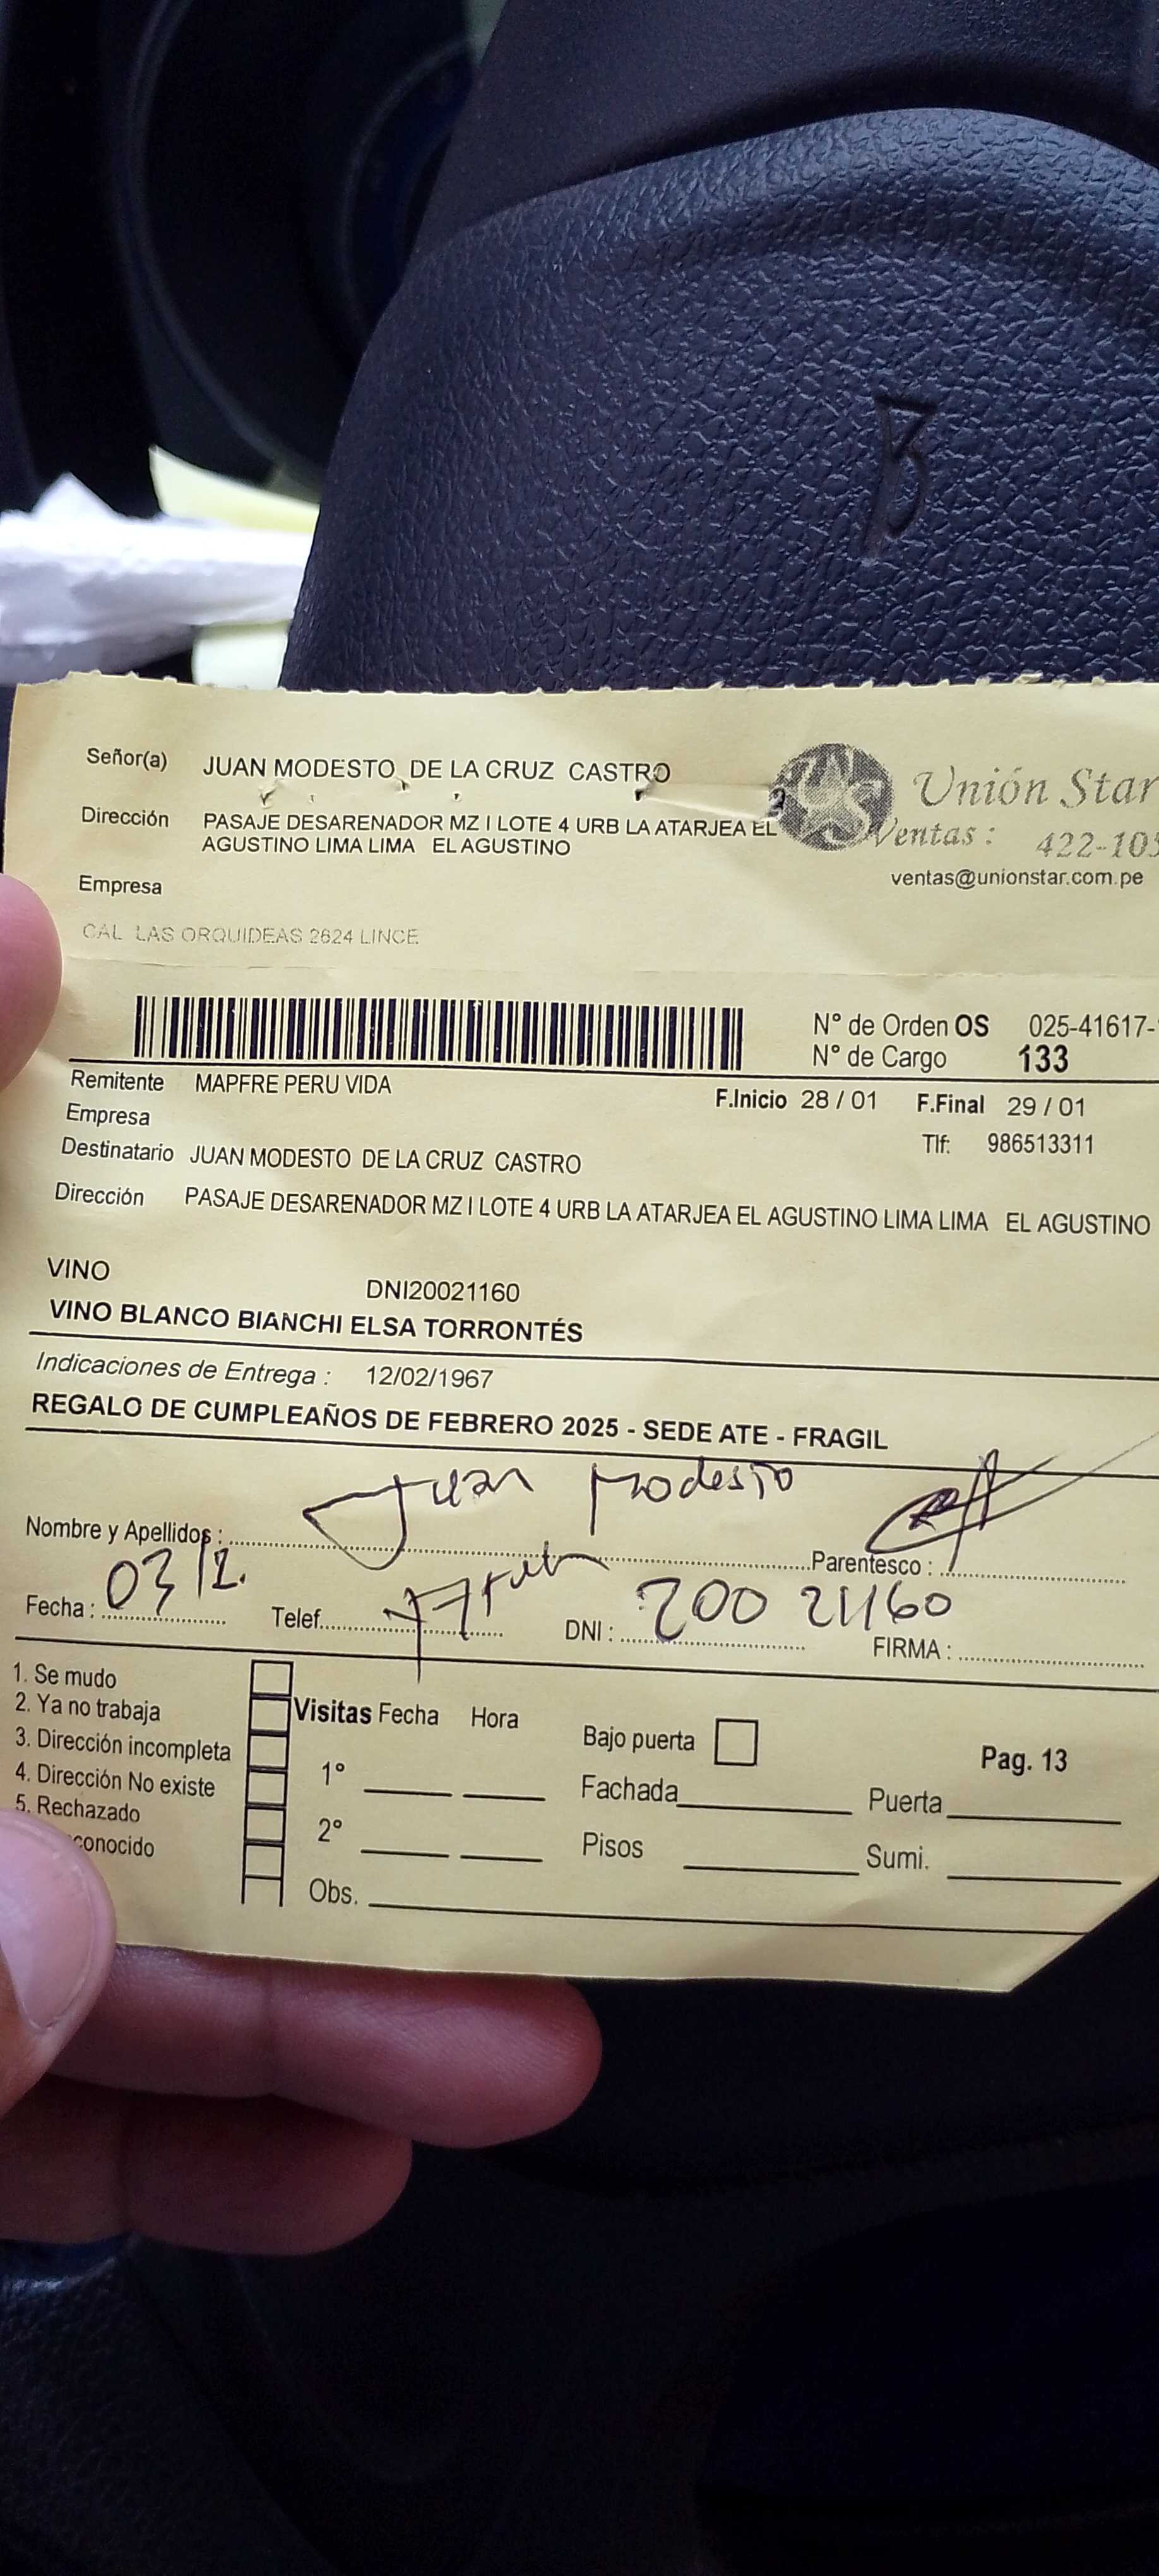 Señor(a) JUAN MODESTO DE LA CRUZ CASTRO
Unión Star
Dirección PASAJE DESARENADOR MZ I LOTE 4 URB LA ATARJEA EL
AGUSTINO LIMA LIMA EL AGUSTINO
Ventas : 422-105
ventas@unionstar.com.pe
Empresa
CAL LAS ORQUIDEAS 2624 LINCE
N° de Orden OS 025-41617-
N° de Cargo 133
Remitente MAPFRE PERU VIDA
F.Inicio 28 / 01 F.Final 29 / 01
Empresa
Tlf: 986513311
Destinatario JUAN MODESTO DE LA CRUZ CASTRO
Dirección PASAJE DESARENADOR MZ I LOTE 4 URB LA ATARJEA EL AGUSTINO LIMA LIMA EL AGUSTINO
VINO
DNI20021160
VINO BLANCO BIANCHI ELSA TORRONTÉS
Indicaciones de Entrega : 12/02/1967
REGALO DE CUMPLEAÑOS DE FEBRERO 2025 - SEDE ATE - FRAGIL
Nombre y Apellidos : Juan Modesto Parentesco :
Fecha : 03/2. Telef. DNI : 200 21160 FIRMA :
1. Se mudo
2. Ya no trabaja
3. Dirección incompleta
4. Dirección No existe
5. Rechazado
conocido
Visitas Fecha Hora
1°
2°
Obs.
Bajo puerta
Fachada
Pisos
Pag. 13
Puerta
Sumi.